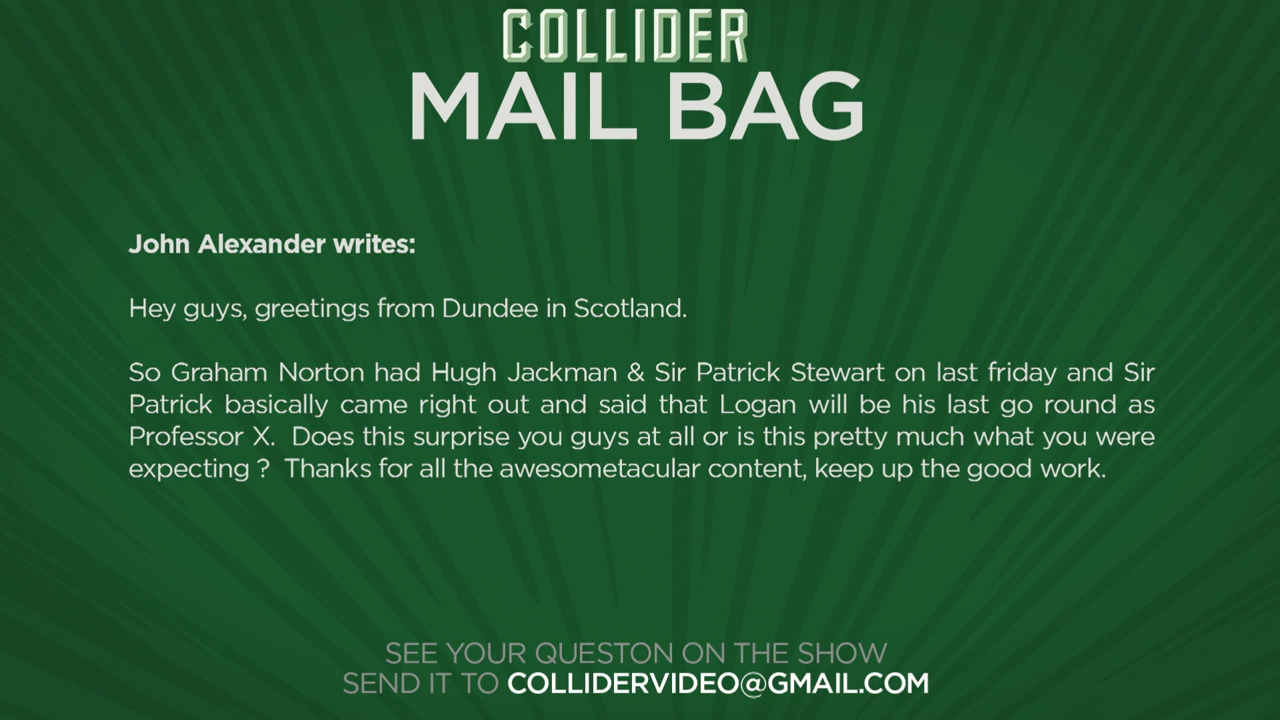 COLLIDER
MAIL BAG
John Alexander writes:
Hey guys, greetings from Dundee in Scotland.
So Graham Norton had Hugh Jackman & Sir Patrick Stewart on last friday and Sir
Patrick basically came right out and said that Logan will be his last go round as
Professor X.  Does this surprise you guys at all or is this pretty much what you were
expecting ?  Thanks for all the awesometacular content, keep up the good work.
SEE YOUR QUESTON ON THE SHOW
SEND IT TO COLLIDERVIDEO@GMAIL.COM